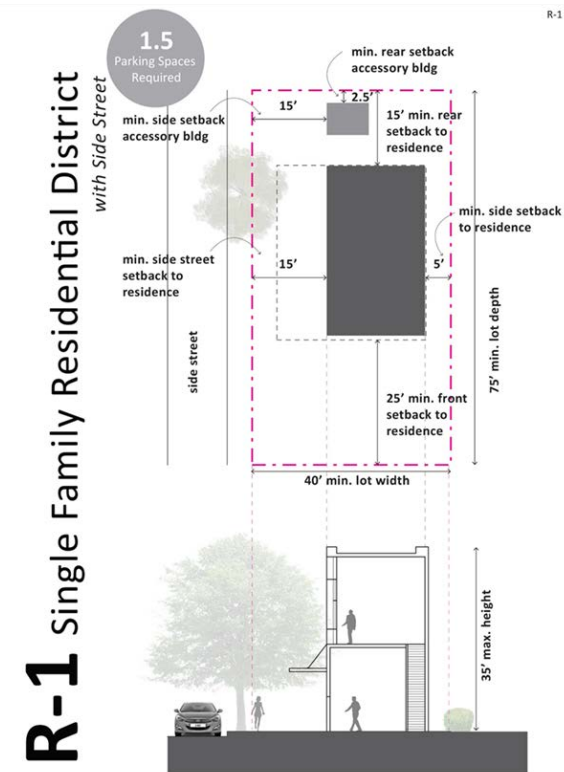 R-1
1.5
Parking Spaces
Required
R-1 Single Family Residential District
with Side Street
min. rear setback
accessory bldg
2.5’
15’
min. side setback
accessory bldg
15’ min. rear
setback to
residence
min. side setback
to residence
min. side street
setback to
residence
15’
5’
side street
75’ min. lot depth
25’ min. front
setback to
residence
40’ min. lot width
35’ max. height